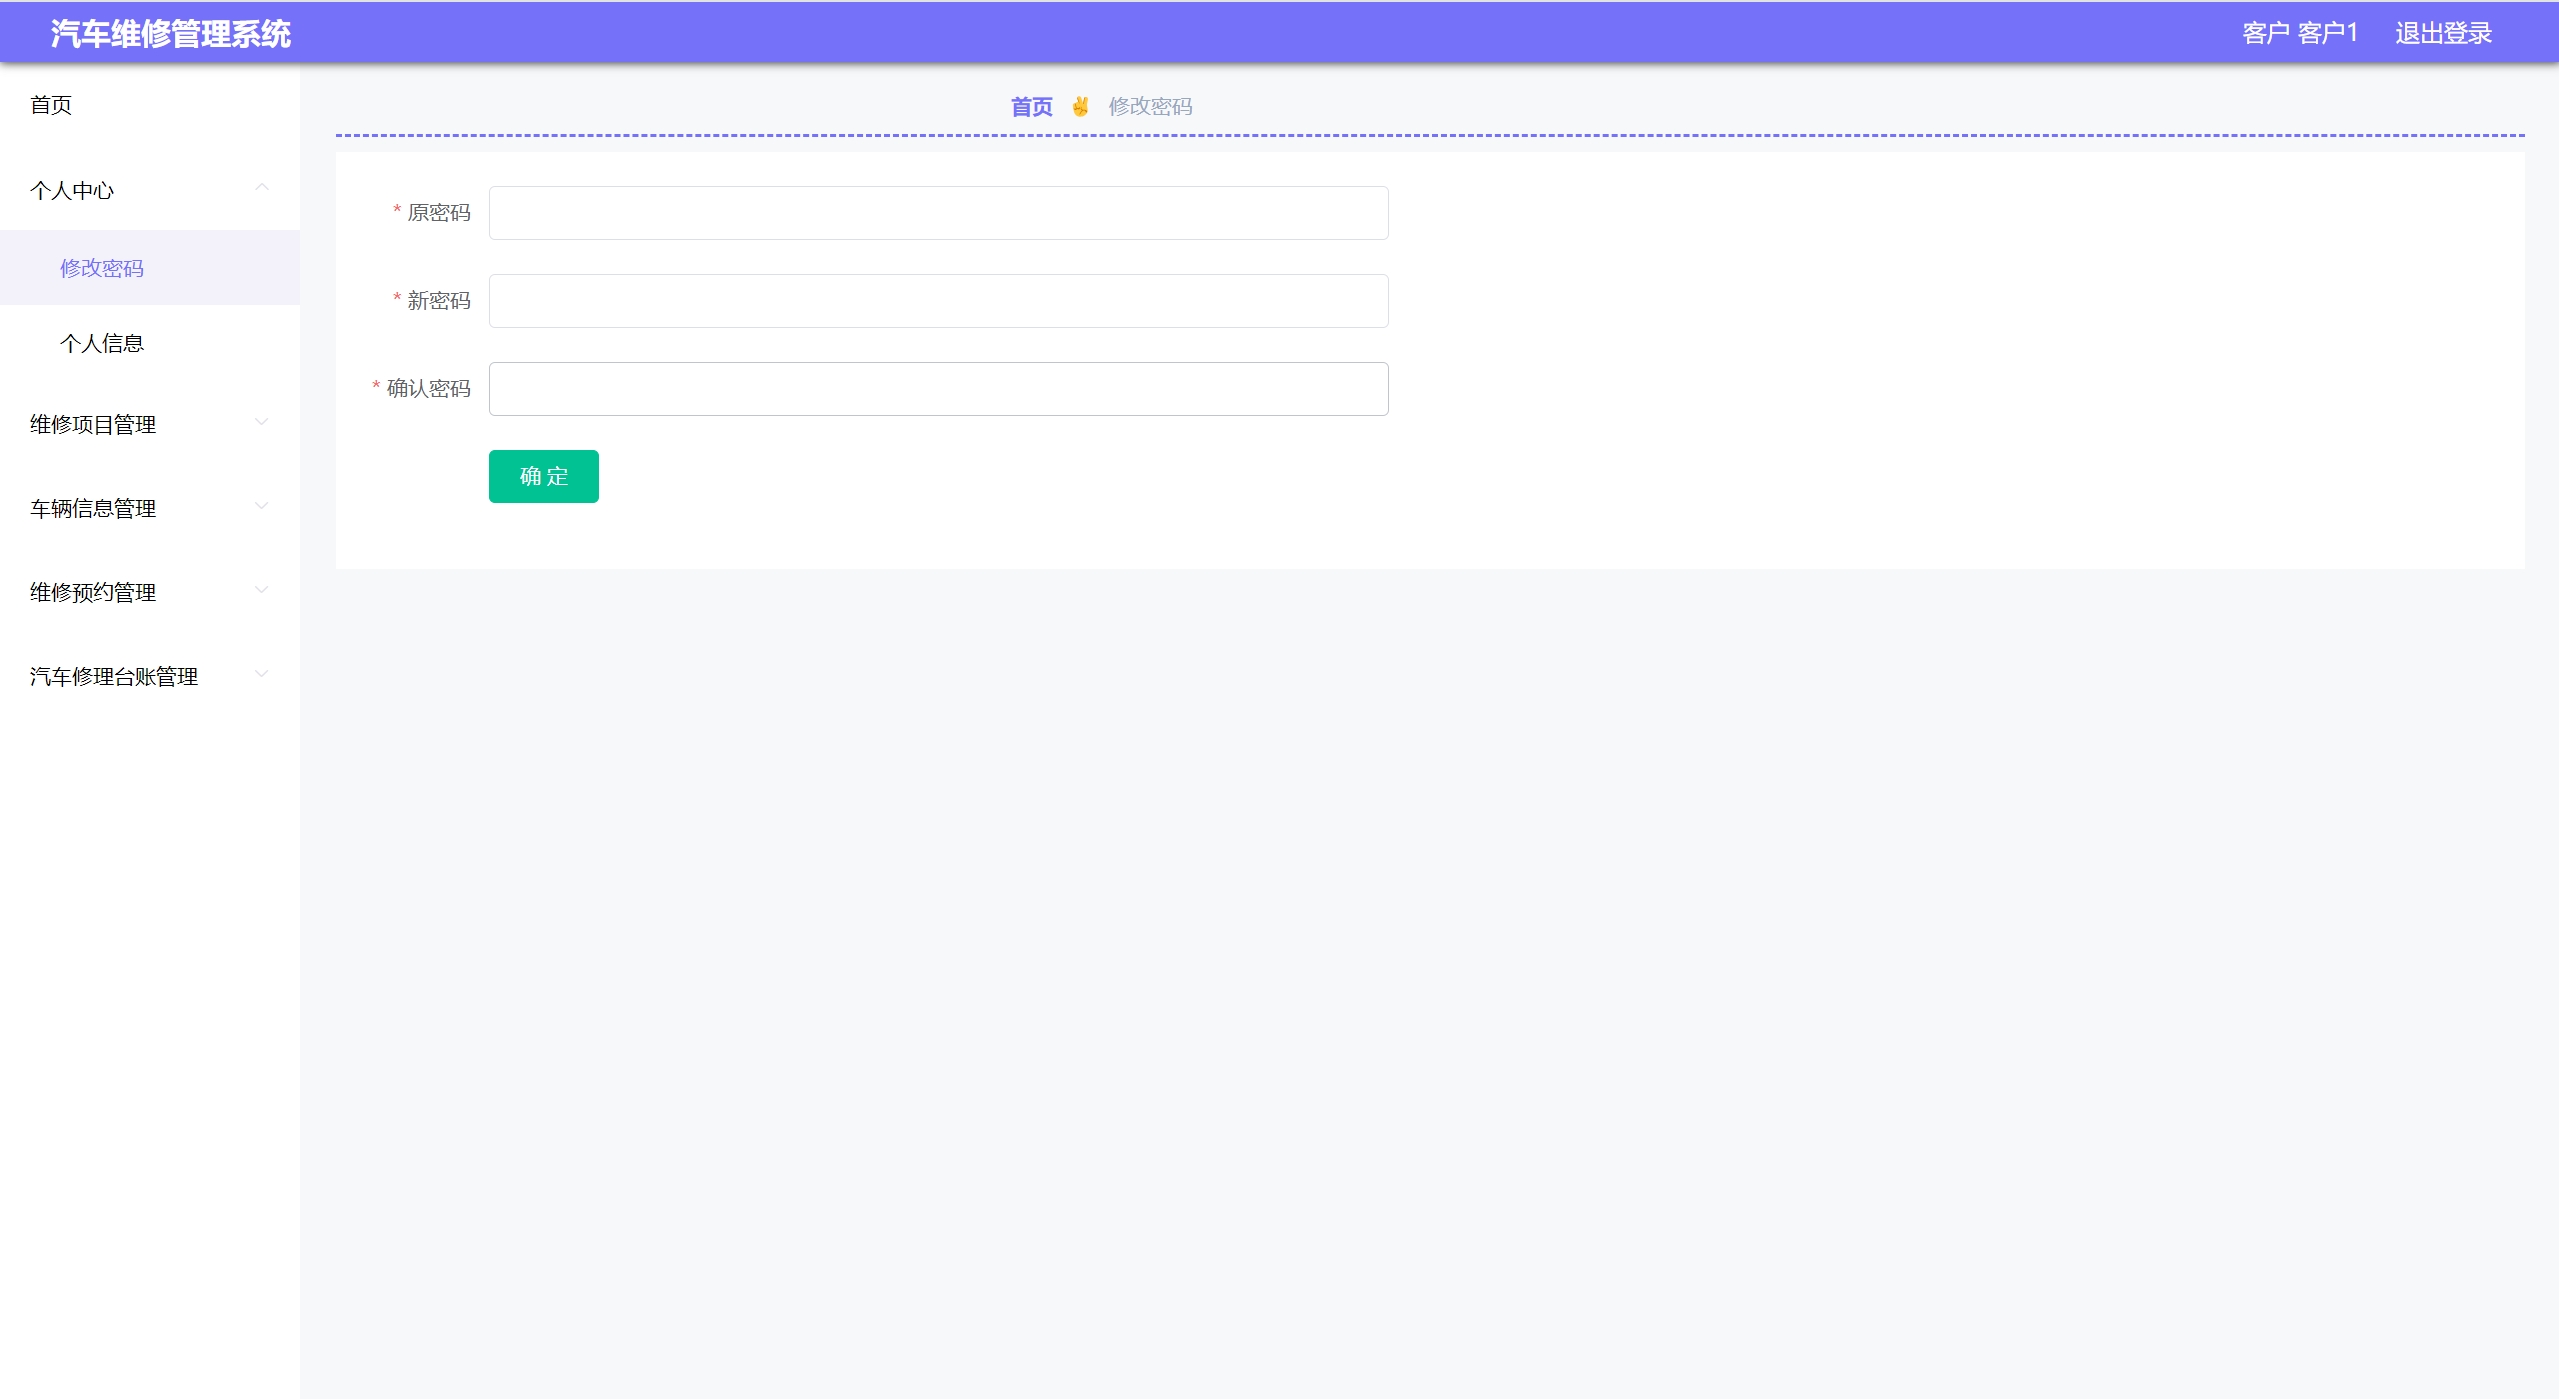 汽车维修管理系统
客户 客户1 退出登录
首页
个人中心
修改密码
个人信息
维修项目管理
车辆信息管理
维修预约管理
汽车修理台账管理
首页 ✌ 修改密码
* 原密码
* 新密码
* 确认密码
确 定